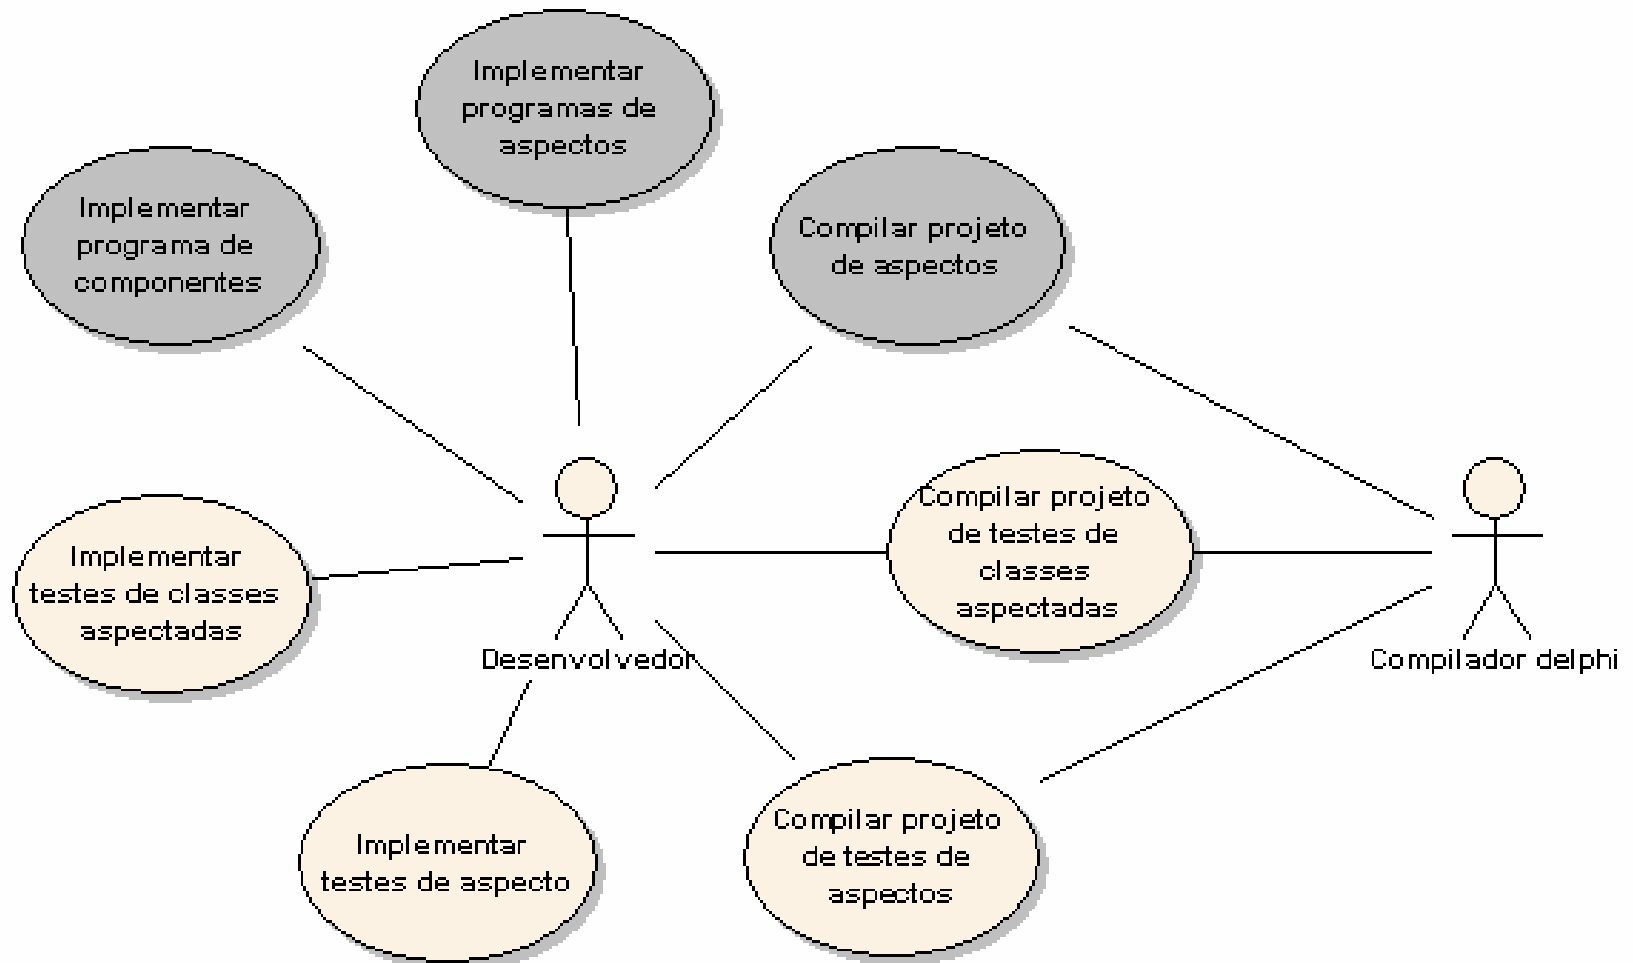 Implementar
programas de
aspectos
Implementar
programa de
componentes
Compilar projeto
de aspectos
Implementar
testes de classes
aspectadas
Desenvolvedor
Compilar projeto
de testes de
classes
aspectadas
Compilador delphi
Implementar
testes de aspecto
Compilar projeto
de testes de
aspectos